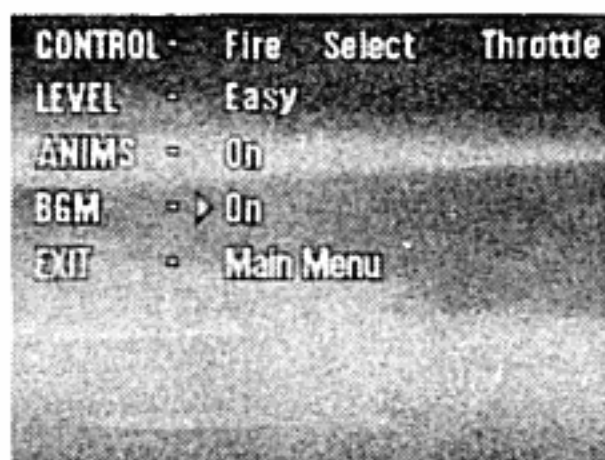 CONTROL - Fire Select Throttle
LEVEL - Easy
ANIMS - On
BGM - On
EXIT - Main Menu